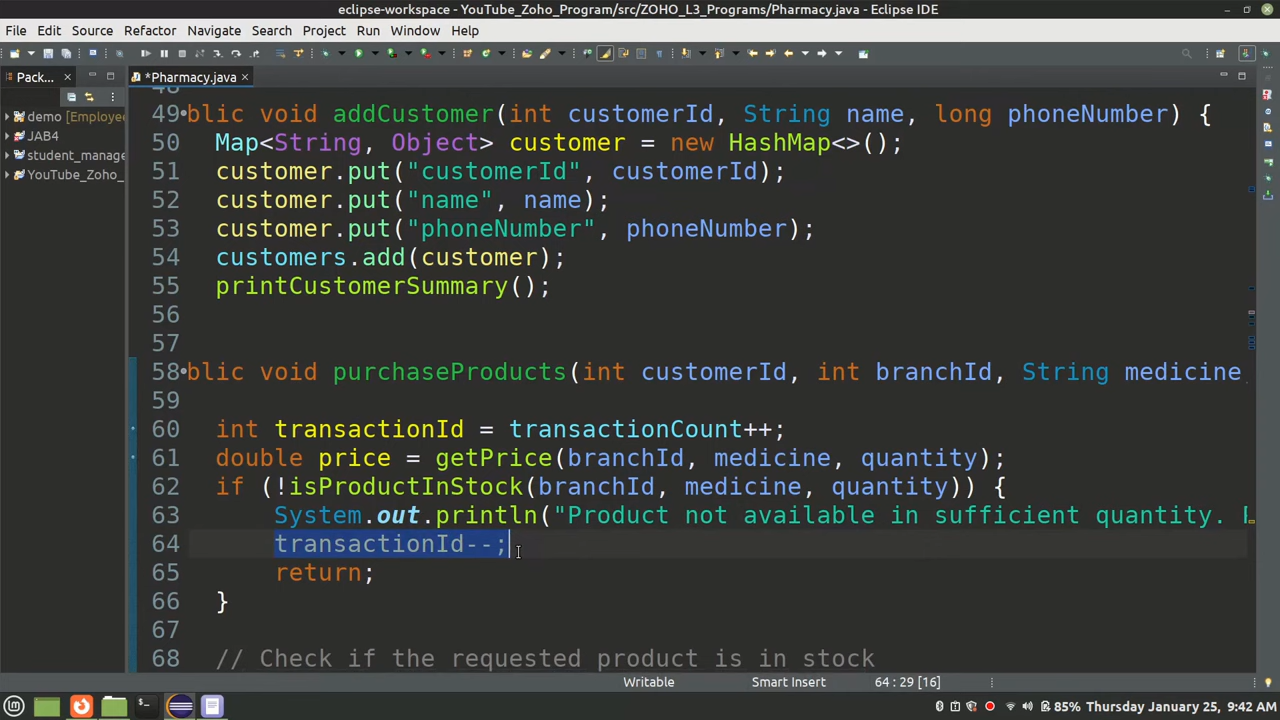 eclipse-workspace - YouTube_Zoho_Program/src/ZOHO_L3_Programs/Pharmacy.java - Eclipse IDE
File Edit Source Refactor Navigate Search Project Run Window Help
Pack...
*Pharmacy.java
demo [Employee
JAB4
student_manage
YouTube_Zoho_
48
49 blic void addCustomer(int customerId, String name, long phoneNumber) {
50 Map<String, Object> customer = new HashMap<>();
51 customer.put("customerId", customerId);
52 customer.put("name", name);
53 customer.put("phoneNumber", phoneNumber);
54 customers.add(customer);
55 printCustomerSummary();
56
57
58 blic void purchaseProducts(int customerId, int branchId, String medicine
59
60 int transactionId = transactionCount++;
61 double price = getPrice(branchId, medicine, quantity);
62 if (!isProductInStock(branchId, medicine, quantity)) {
63 System.out.println("Product not available in sufficient quantity.
64 transactionId--;
65 return;
66 }
67
68 // Check if the requested product is in stock
Writable Smart Insert 64 : 29 [16]
85% Thursday January 25, 9:42 AM